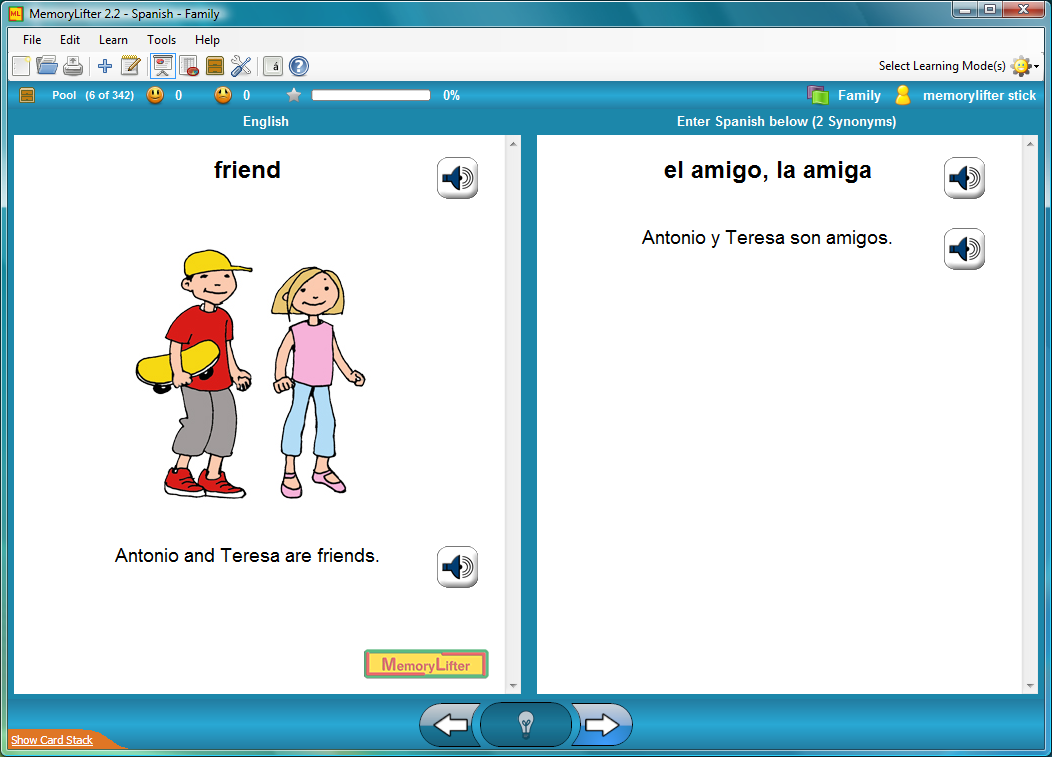 MemoryLifter 2.2 - Spanish - Family
File Edit Learn Tools Help
á ? Select Learning Mode(s)
Pool (6 of 342) 0 0 0% Family memorylifter stick
English
Enter Spanish below (2 Synonyms)
friend
Antonio and Teresa are friends.
MemoryLifter
el amigo, la amiga
Antonio y Teresa son amigos.
Show Card Stack